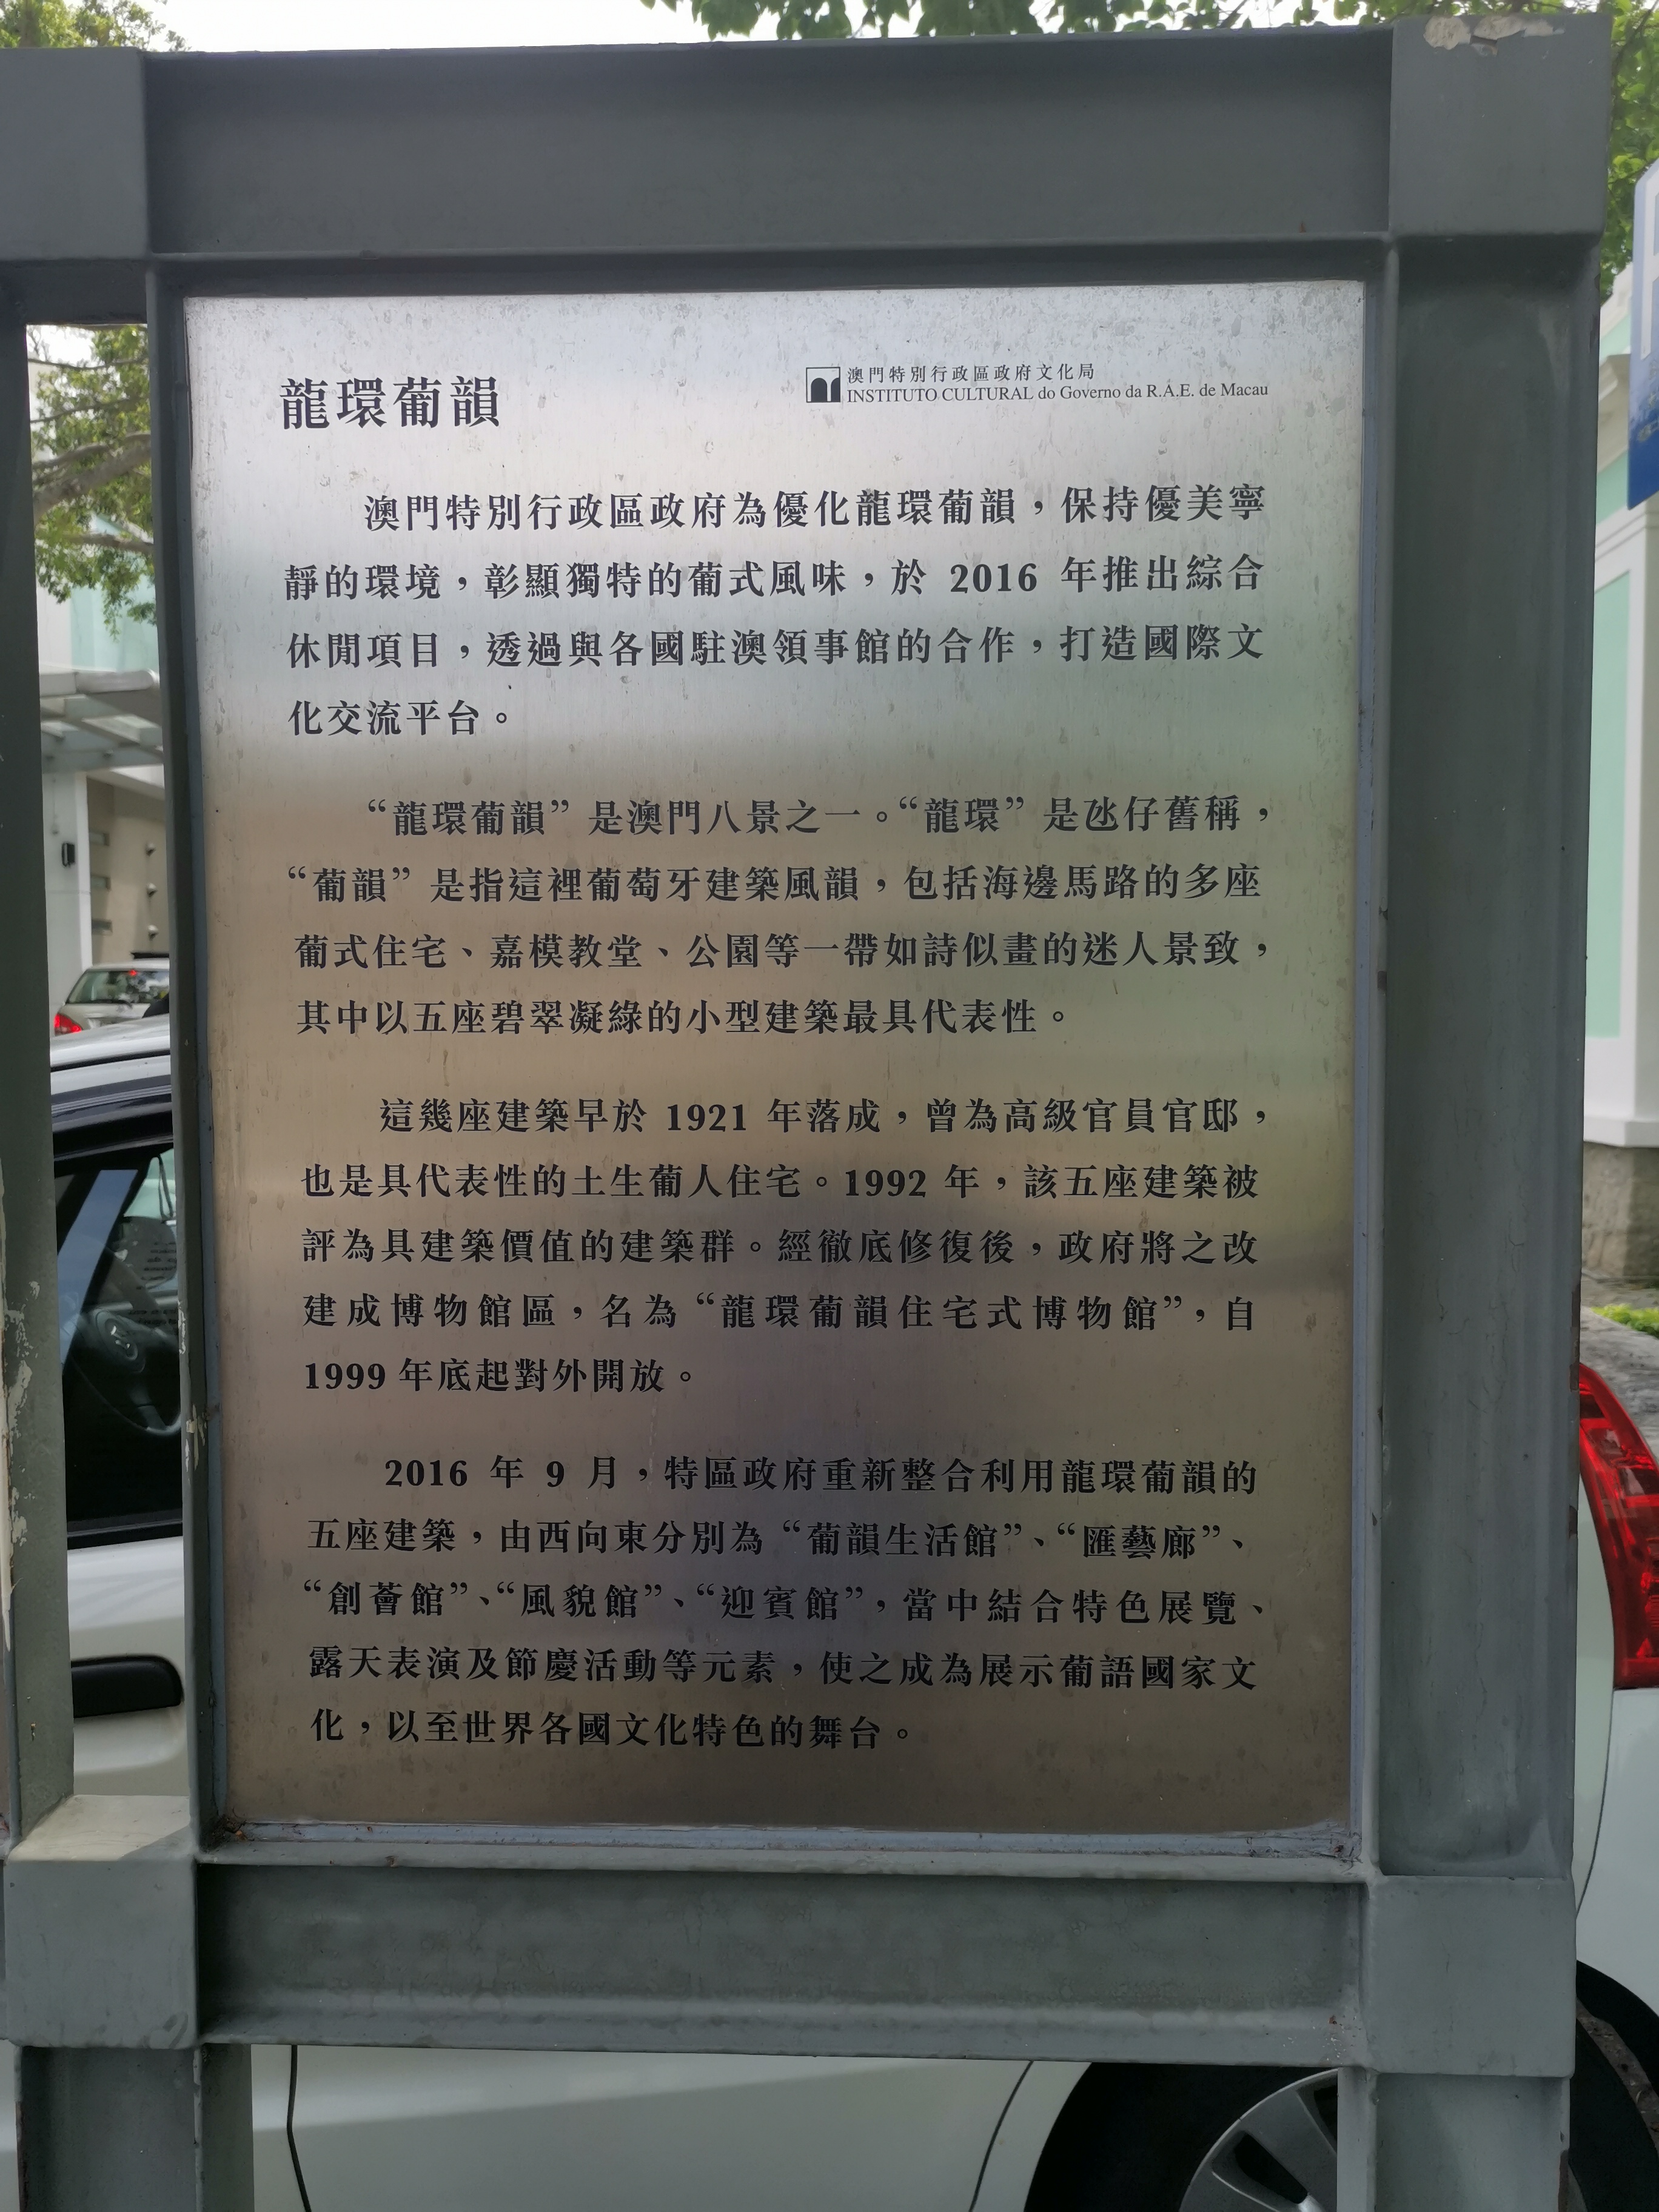 龍環葡韻
澳門特別行政區政府文化局
INSTITUTO CULTURAL do Governo da R.A.E. de Macau
澳門特別行政區政府為優化龍環葡韻，保持優美寧
靜的環境，彰顯獨特的葡式風味，於 2016 年推出綜合
休閒項目，透過與各國駐澳領事館的合作，打造國際文
化交流平台。
“龍環葡韻” 是澳門八景之一。“龍環” 是氹仔舊稱，
“葡韻” 是指這裡葡萄牙建築風韻，包括海邊馬路的多座
葡式住宅、嘉模教堂、公園等一帶如詩似畫的迷人景致，
其中以五座碧翠凝綠的小型建築最具代表性。
這幾座建築早於 1921 年落成，曾為高級官員官邸，
也是具代表性的土生葡人住宅。1992 年，該五座建築被
評為具建築價值的建築群。經徹底修復後，政府將之改
建成博物館區，名為 “龍環葡韻住宅式博物館”，自
1999 年底起對外開放。
2016 年 9 月，特區政府重新整合利用龍環葡韻的
五座建築，由西向東分別為 “葡韻生活館”、“匯藝廊”、
“創薈館”、“風貌館”、“迎賓館”，當中結合特色展覽、
露天表演及節慶活動等元素，使之成為展示葡語國家文
化，以至世界各國文化特色的舞台。